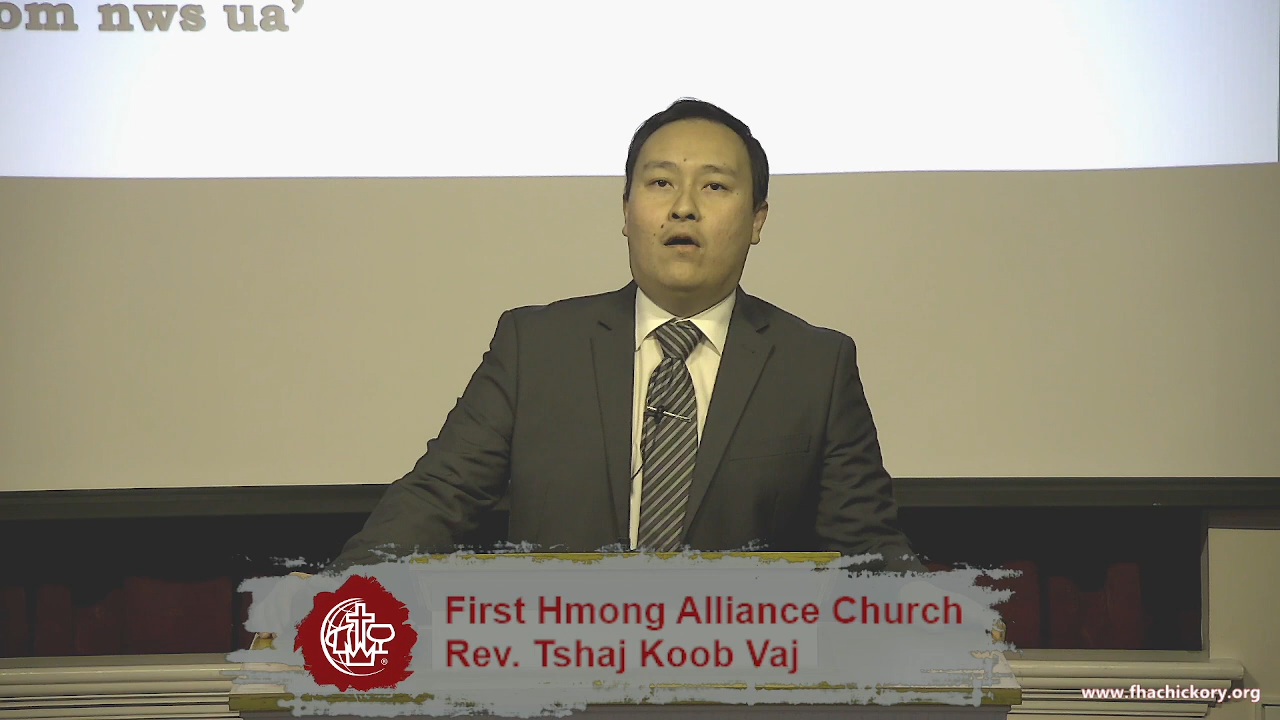 om nws ua’
First Hmong Alliance Church
Rev. Tshaj Koob Vaj
www.fhachickory.org